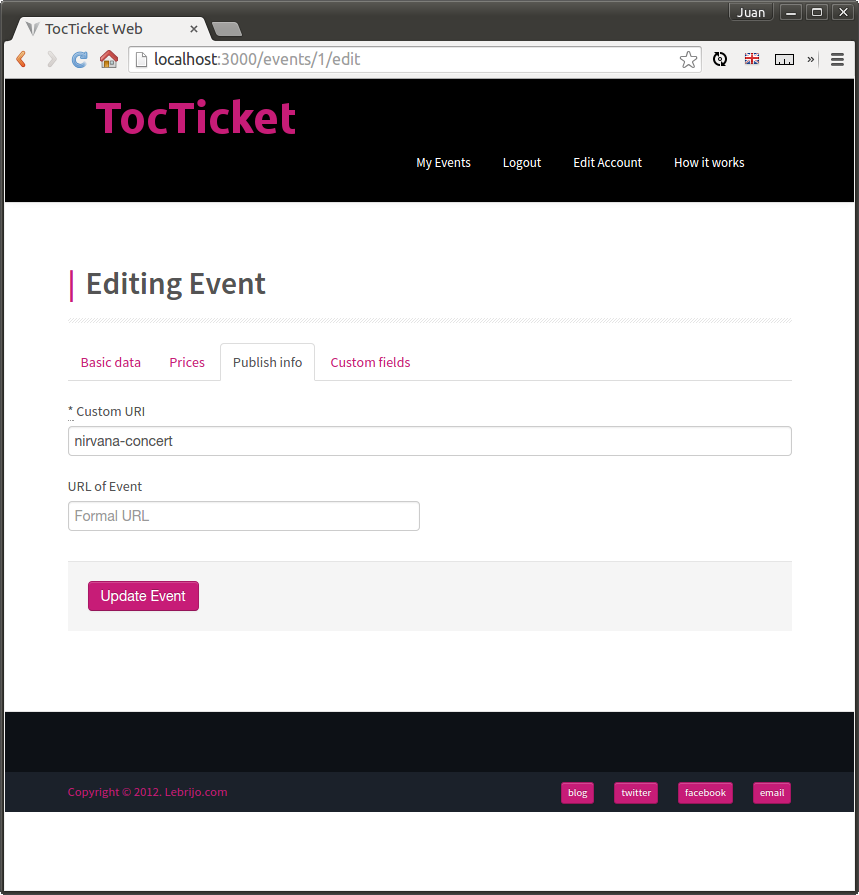 Juan
TocTicket Web
localhost:3000/events/1/edit
»
TocTicket
My Events Logout Edit Account How it works
Editing Event
Basic data Prices Publish info Custom fields
* Custom URI
nirvana-concert
URL of Event
Formal URL
Update Event
Copyright © 2012. Lebrijo.com blog twitter facebook email